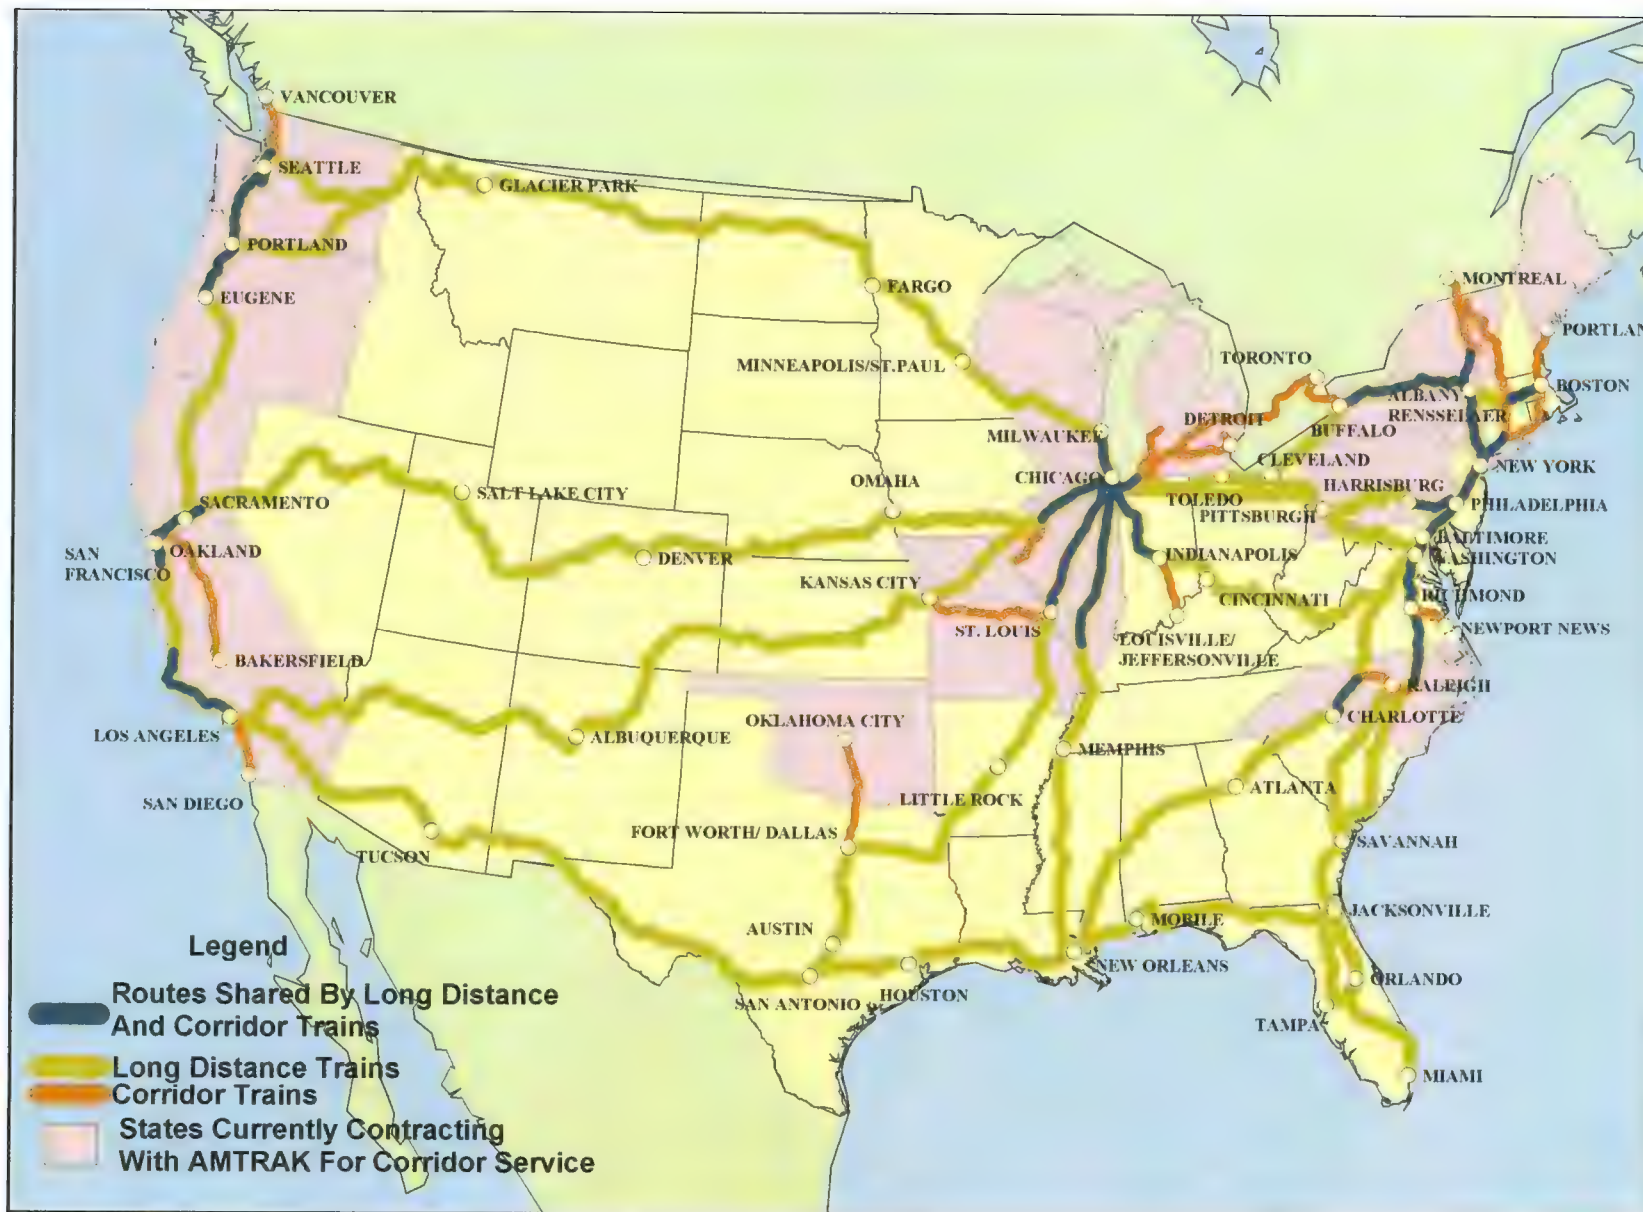 VANCOUVER
SEATTLE
GLACIER PARK
PORTLAND
EUGENE
FARGO
MONTREAL
PORTLAN
MINNEAPOLIS/ST.PAUL
TORONTO
BOSTON
ALBANY
RENSSELAER
DETROIT
BUFFALO
MILWAUKEE
CLEVELAND
NEW YORK
CHICAGO
OMAHA
SALT LAKE CITY
TOLEDO
HARRISBURG
PITTSBURGH
PHILADELPHIA
SACRAMENTO
BALTIMORE
WASHINGTON
SAN
FRANCISCO
OAKLAND
DENVER
INDIANAPOLIS
KANSAS CITY
CINCINNATI
RICHMOND
ST. LOUIS
NEWPORT NEWS
LOUISVILLE/
JEFFERSONVILLE
BAKERSFIELD
RALEIGH
OKLAHOMA CITY
CHARLOTTE
LOS ANGELES
ALBUQUERQUE
MEMPHIS
ATLANTA
SAN DIEGO
LITTLE ROCK
FORT WORTH/ DALLAS
SAVANNAH
TUCSON
JACKSONVILLE
AUSTIN
MOBILE
NEW ORLEANS
ORLANDO
SAN ANTONIO
HOUSTON
TAMPA
MIAMI
Legend
Routes Shared By Long Distance
And Corridor Trains
Long Distance Trains
Corridor Trains
States Currently Contracting
With AMTRAK For Corridor Service